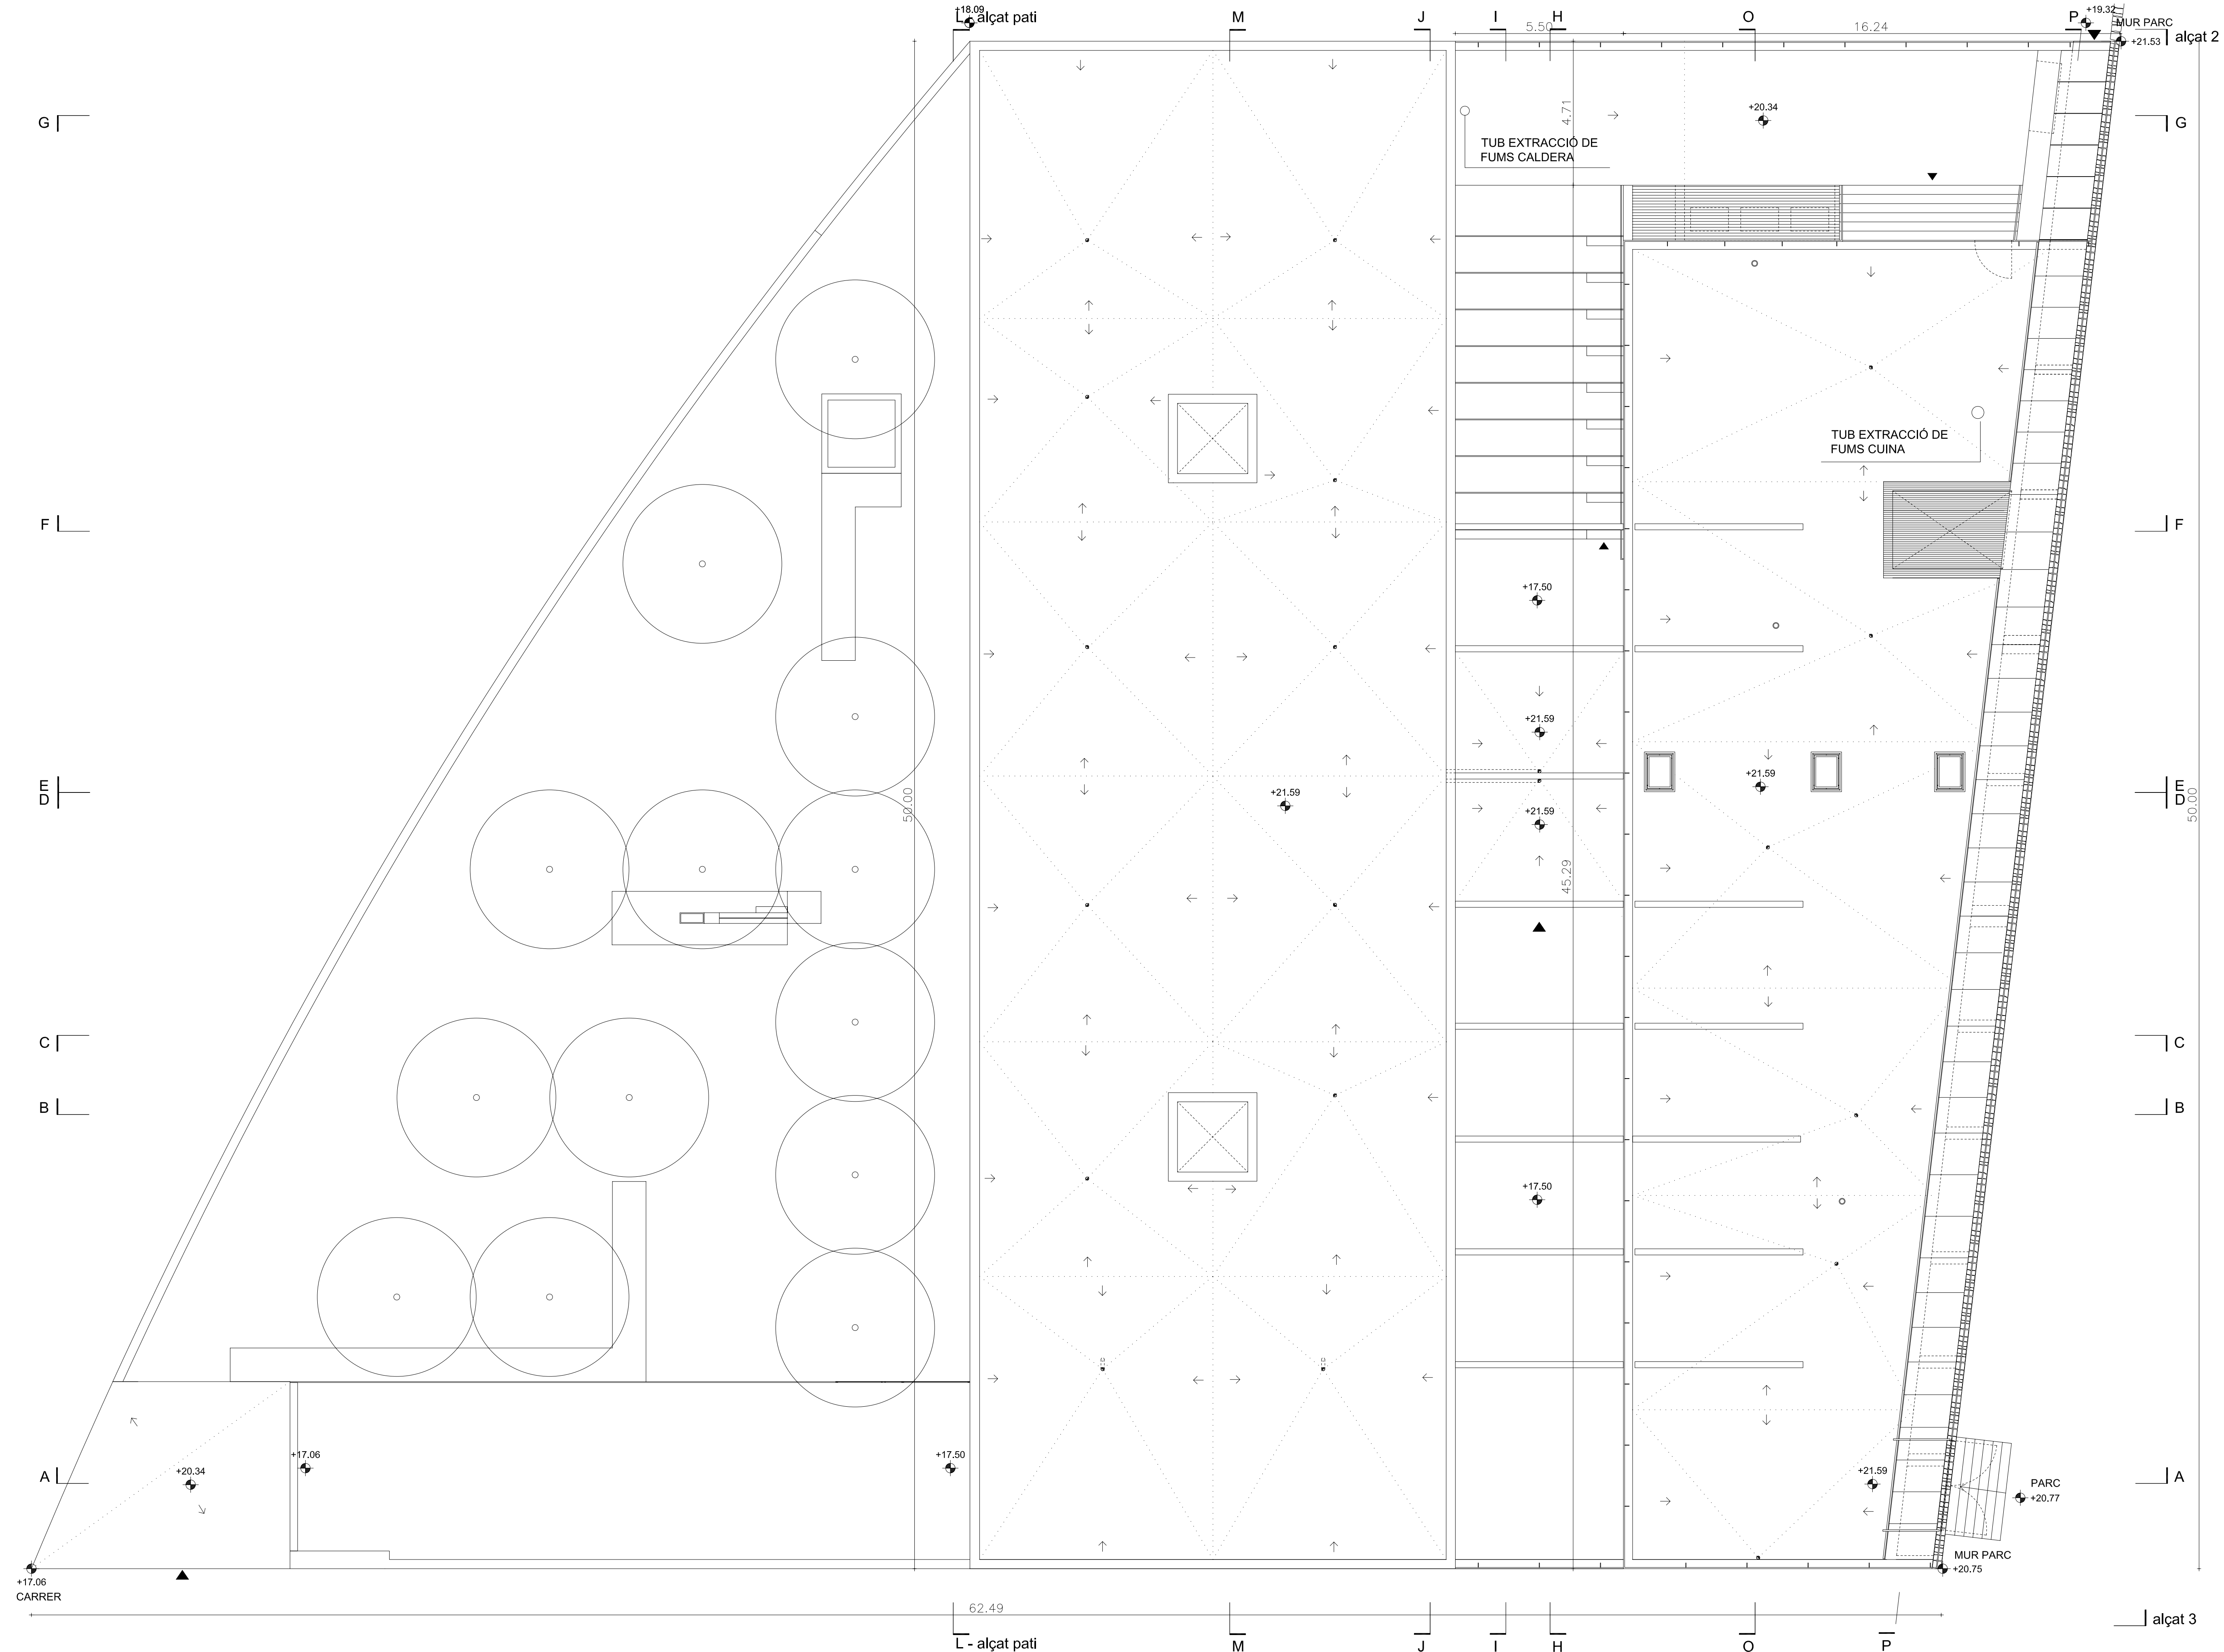 +18.09
L - alçat pati
M
J
I
H
5.50
O
16.24
P
+19.32
MUR PARC
+21.53
alçat 2
G
G
+20.34
4.71
TUB EXTRACCIÓ DE
FUMS CALDERA
TUB EXTRACCIÓ DE
FUMS CUINA
F
F
+17.50
+21.59
E
D
50.00
+21.59
+21.59
+21.59
E
D
50.00
45.29
C
C
B
B
+17.50
A
+20.34
+17.06
+17.50
+21.59
PARC
+20.77
A
+17.06
CARRER
MUR PARC
+20.75
62.49
L - alçat pati
M
J
I
H
O
P
alçat 3